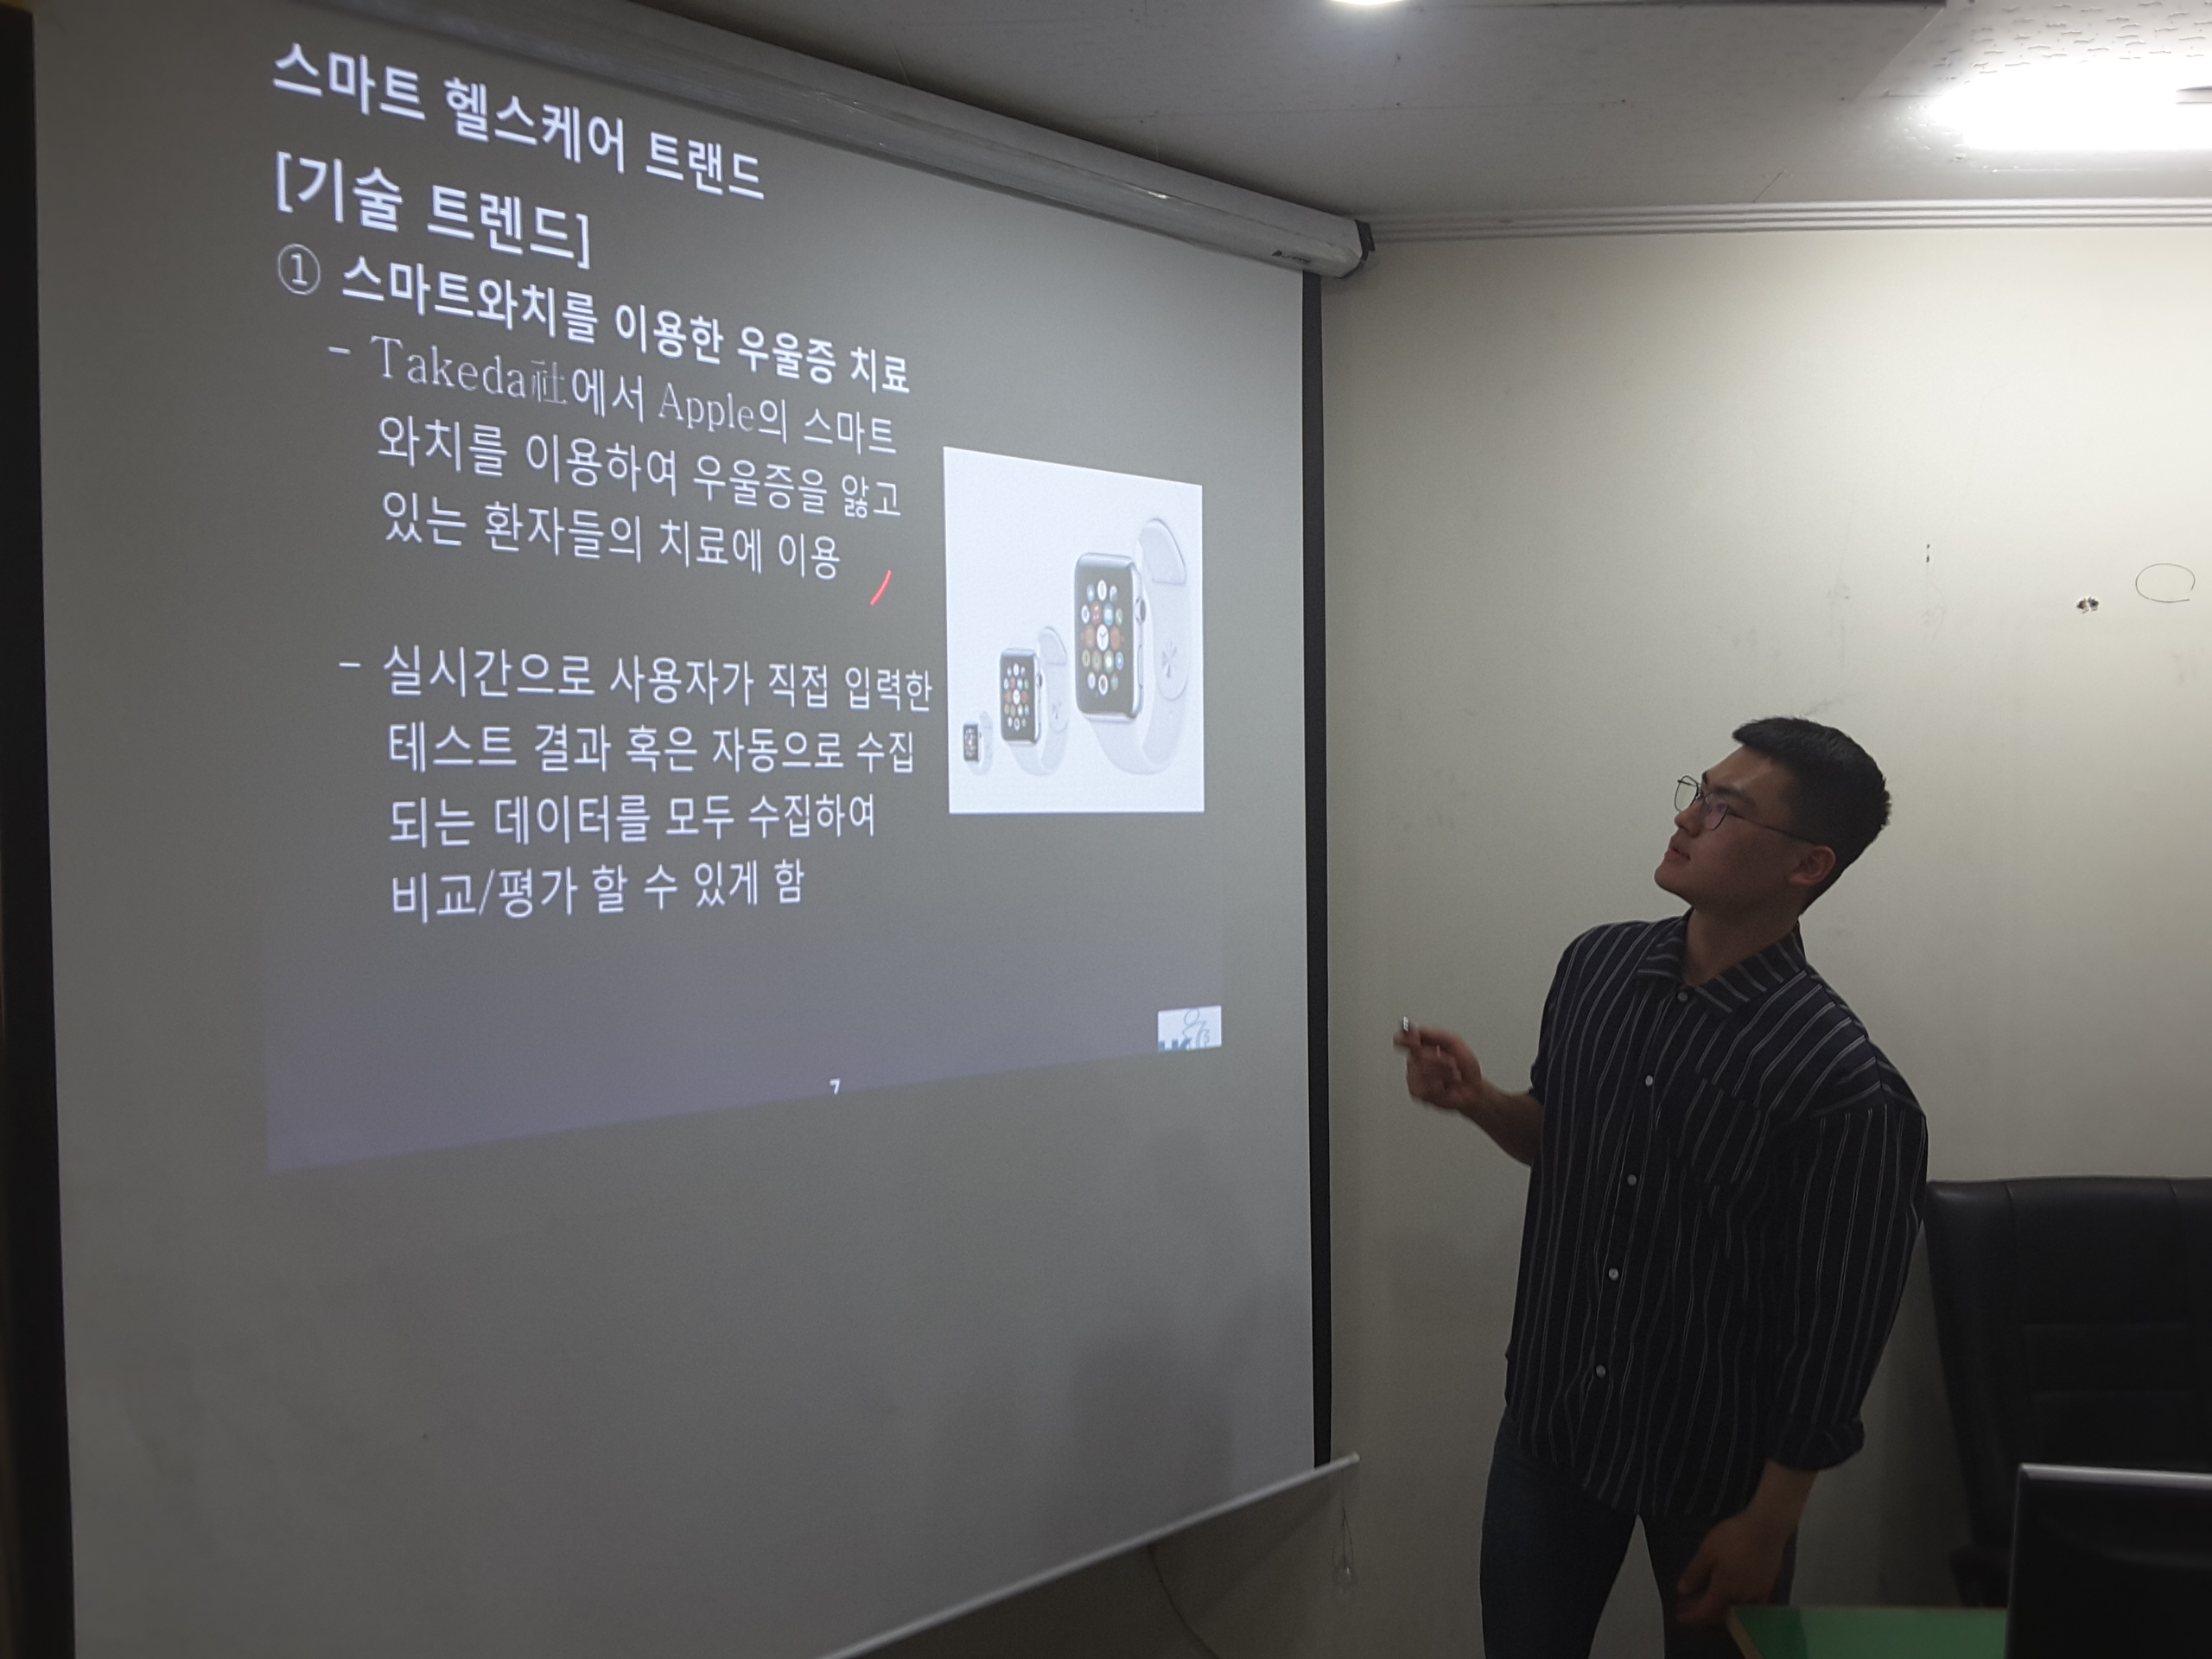 스마트 헬스케어 트랜드
[기술 트렌드]
① 스마트와치를 이용한 우울증 치료
- Takeda社에서 Apple의 스마트
와치를 이용하여 우울증을 앓고
있는 환자들의 치료에 이용
- 실시간으로 사용자가 직접 입력한
테스트 결과 혹은 자동으로 수집
되는 데이터를 모두 수집하여
비교/평가 할 수 있게 함
7